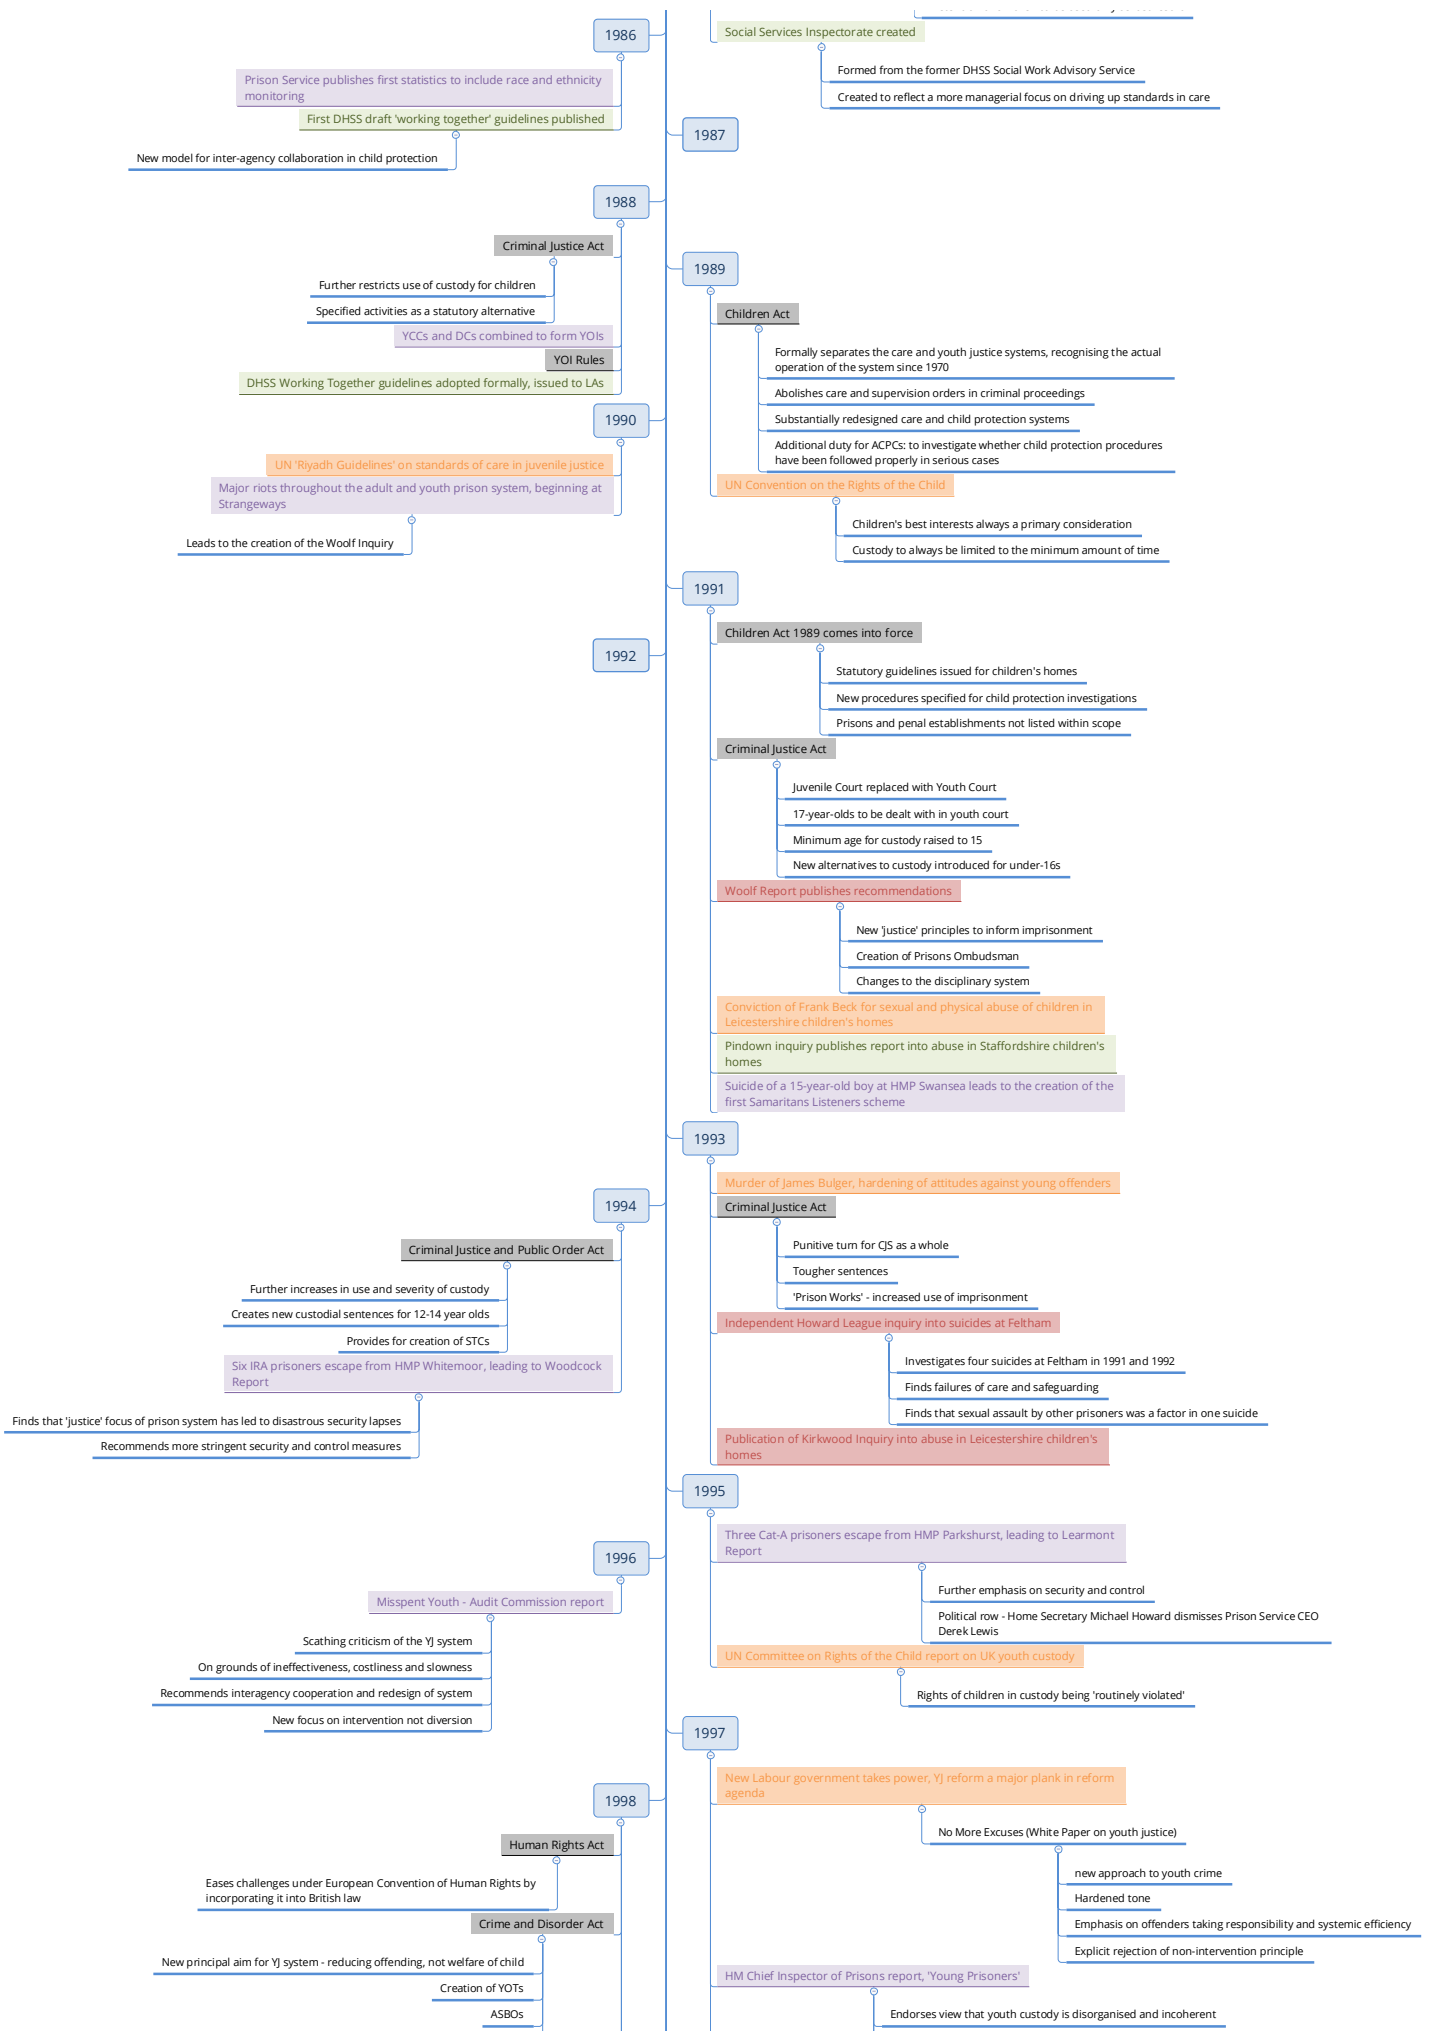 Social Services Inspectorate created
Formed from the former DHSS Social Work Advisory Service
Created to reflect a more managerial focus on driving up standards in care
1986
Prison Service publishes first statistics to include race and ethnicity
monitoring
First DHSS draft 'working together' guidelines published
New model for inter-agency collaboration in child protection
1987
1988
Criminal Justice Act
Further restricts use of custody for children
Specified activities as a statutory alternative
YCCs and DCs combined to form YOIs
YOI Rules
DHSS Working Together guidelines adopted formally, issued to LAs
1989
Children Act
Formally separates the care and youth justice systems, recognising the actual
operation of the system since 1970
Abolishes care and supervision orders in criminal proceedings
Substantially redesigned care and child protection systems
Additional duty for ACPCs: to investigate whether child protection procedures
have been followed properly in serious cases
UN Convention on the Rights of the Child
Children's best interests always a primary consideration
Custody to always be limited to the minimum amount of time
1990
UN 'Riyadh Guidelines' on standards of care in juvenile justice
Major riots throughout the adult and youth prison system, beginning at
Strangeways
Leads to the creation of the Woolf Inquiry
1991
Children Act 1989 comes into force
Statutory guidelines issued for children's homes
New procedures specified for child protection investigations
Prisons and penal establishments not listed within scope
Criminal Justice Act
Juvenile Court replaced with Youth Court
17-year-olds to be dealt with in youth court
Minimum age for custody raised to 15
New alternatives to custody introduced for under-16s
Woolf Report publishes recommendations
New 'justice' principles to inform imprisonment
Creation of Prisons Ombudsman
Changes to the disciplinary system
Conviction of Frank Beck for sexual and physical abuse of children in
Leicestershire children's homes
Pindown inquiry publishes report into abuse in Staffordshire children's
homes
Suicide of a 15-year-old boy at HMP Swansea leads to the creation of the
first Samaritans Listeners scheme
1992
1993
Murder of James Bulger, hardening of attitudes against young offenders
Criminal Justice Act
Punitive turn for CJS as a whole
Tougher sentences
'Prison Works' - increased use of imprisonment
Independent Howard League inquiry into suicides at Feltham
Investigates four suicides at Feltham in 1991 and 1992
Finds failures of care and safeguarding
Finds that sexual assault by other prisoners was a factor in one suicide
Publication of Kirkwood Inquiry into abuse in Leicestershire children's
homes
1994
Criminal Justice and Public Order Act
Further increases in use and severity of custody
Creates new custodial sentences for 12-14 year olds
Provides for creation of STCs
Six IRA prisoners escape from HMP Whitemoor, leading to Woodcock
Report
Finds that 'justice' focus of prison system has led to disastrous security lapses
Recommends more stringent security and control measures
1995
Three Cat-A prisoners escape from HMP Parkshurst, leading to Learmont
Report
Further emphasis on security and control
Political row - Home Secretary Michael Howard dismisses Prison Service CEO
Derek Lewis
UN Committee on Rights of the Child report on UK youth custody
Rights of children in custody being 'routinely violated'
1996
Misspent Youth - Audit Commission report
Scathing criticism of the YJ system
On grounds of ineffectiveness, costliness and slowness
Recommends interagency cooperation and redesign of system
New focus on intervention not diversion
1997
New Labour government takes power, YJ reform a major plank in reform
agenda
No More Excuses (White Paper on youth justice)
new approach to youth crime
Hardened tone
Emphasis on offenders taking responsibility and systemic efficiency
Explicit rejection of non-intervention principle
HM Chief Inspector of Prisons report, 'Young Prisoners'
Endorses view that youth custody is disorganised and incoherent
1998
Human Rights Act
Eases challenges under European Convention of Human Rights by
incorporating it into British law
Crime and Disorder Act
New principal aim for YJ system - reducing offending, not welfare of child
Creation of YOTs
ASBOs